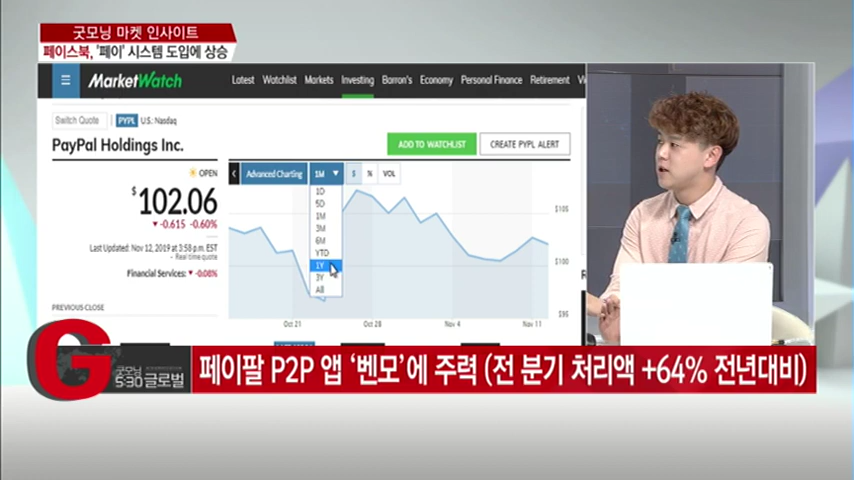 굿모닝 마켓 인사이트
페이스북, '페이' 시스템 도입에 상승
☰ MarketWatch Latest Watchlist Markets Investing Barron's Economy Personal Finance Retirement
Switch Quote PYPL U.S.: Nasdaq
PayPal Holdings Inc.
ADD TO WATCHLIST CREATE PYPL ALERT
OPEN
$102.06
▼ -0.615 -0.60%
Last Updated: Nov 12, 2019 at 3:58 p.m. EST
Real time quote
Financial Services: ▼ -0.08%
PREVIOUS CLOSE
Advanced Charting 1M ▼ $ % VOL
1D
5D
1M
3M
6M
YTD
1Y
3Y
All
$105
$100
$95
Oct 21 Oct 28 Nov 4 Nov 11
G
굿모닝
5:30 글로벌
페이팔 P2P 앱 ‘벤모’에 주력 (전 분기 처리액 +64% 전년대비)